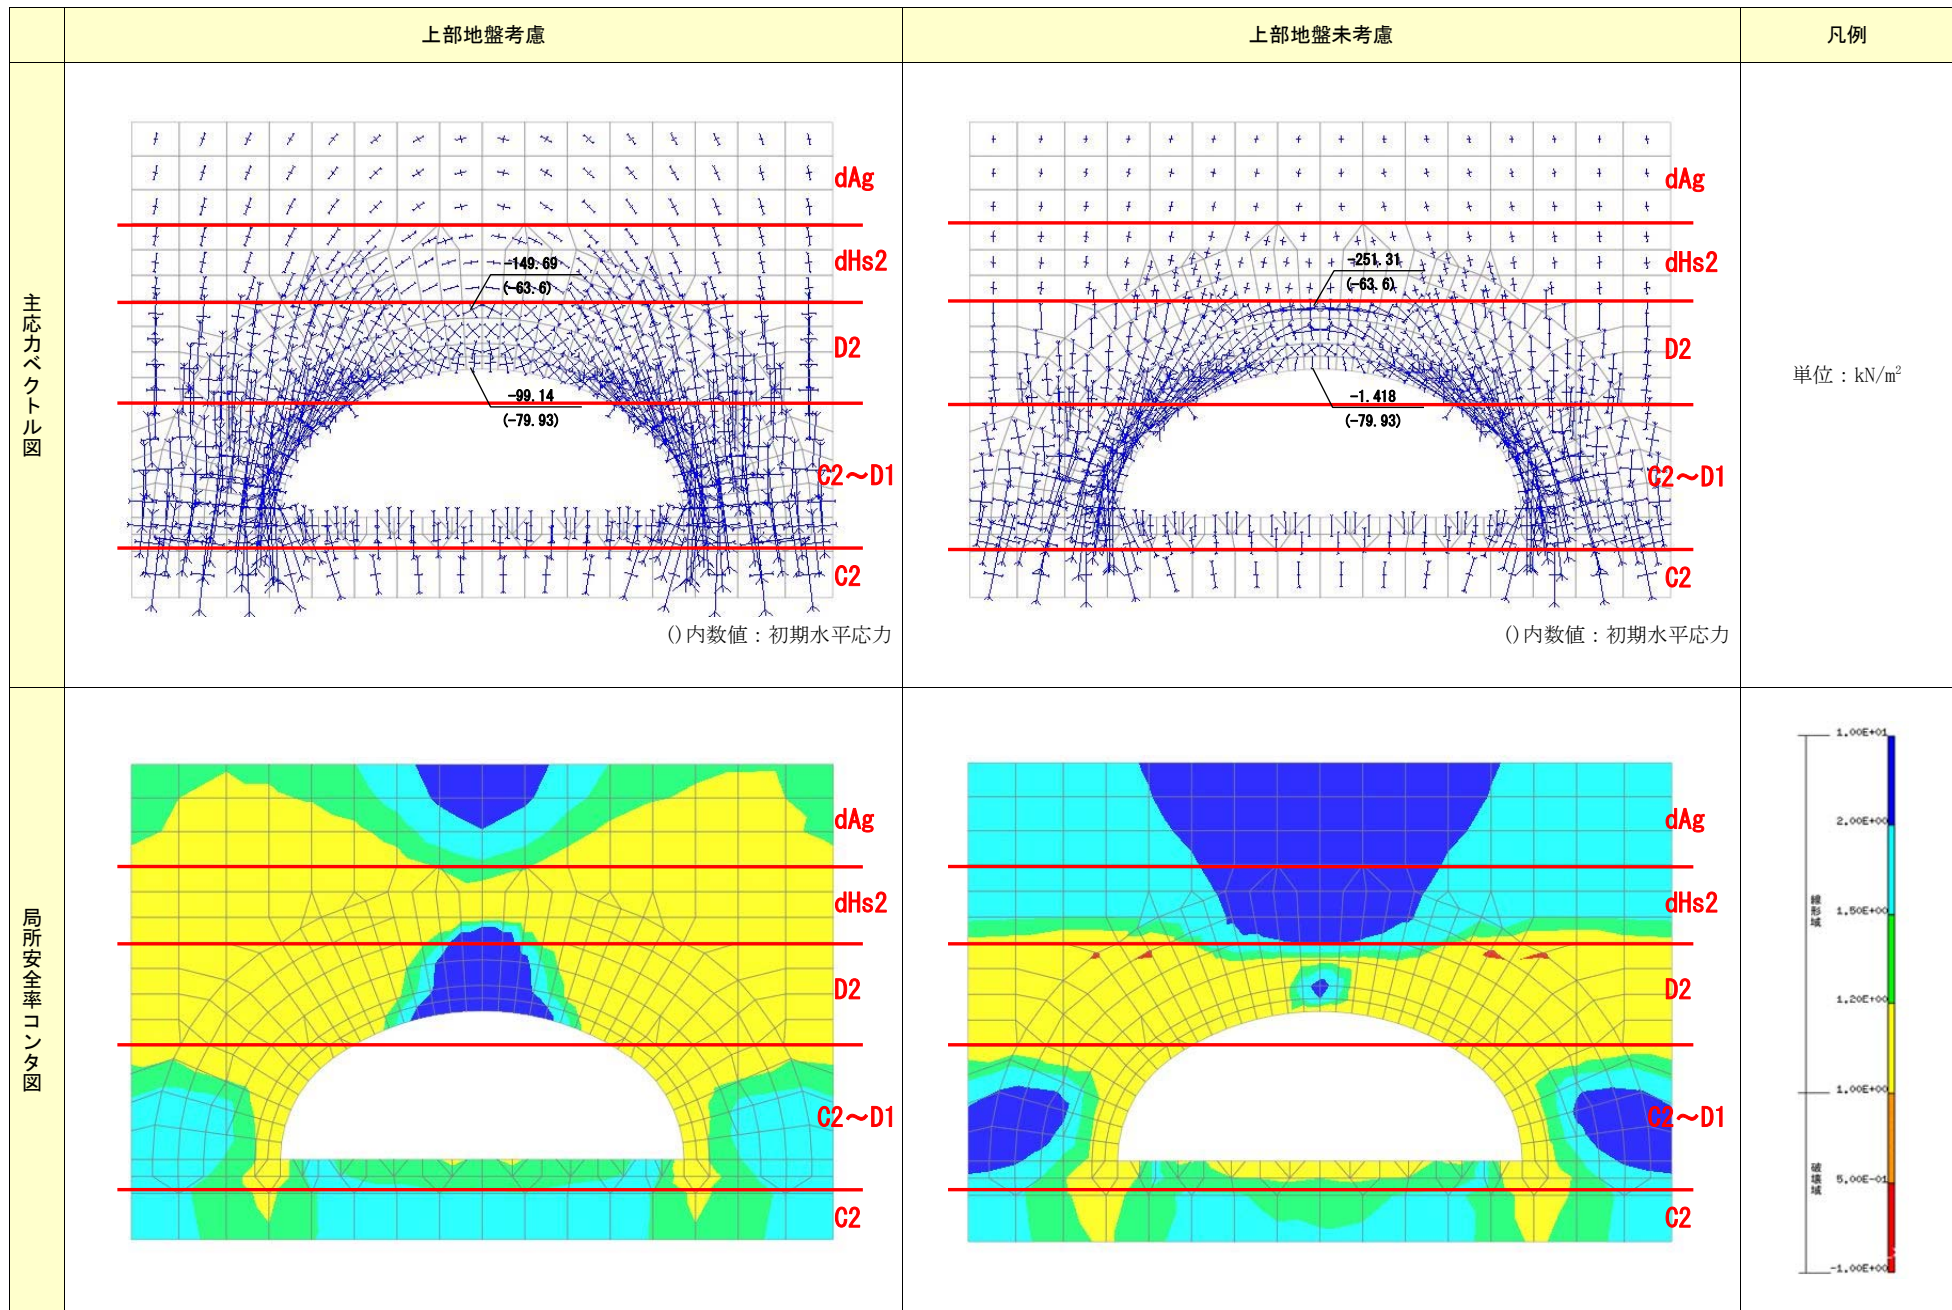 上部地盤考慮
上部地盤未考慮
凡例
主応力ベクトル図
dAg
dHs2
-149.69
(-63.6)
D2
-99.14
(-79.93)
C2～D1
C2
()内数値：初期水平応力
dAg
dHs2
-251.31
(-63.6)
D2
-1.418
(-79.93)
C2～D1
C2
()内数値：初期水平応力
単位：kN/m²
局所安全率コンタ図
dAg
dHs2
D2
C2～D1
C2
dAg
dHs2
D2
C2～D1
C2
1.00E+01
2.00E+00
線形域
1.50E+00
1.20E+00
1.00E+00
破壊域
5.00E-01
-1.00E+00